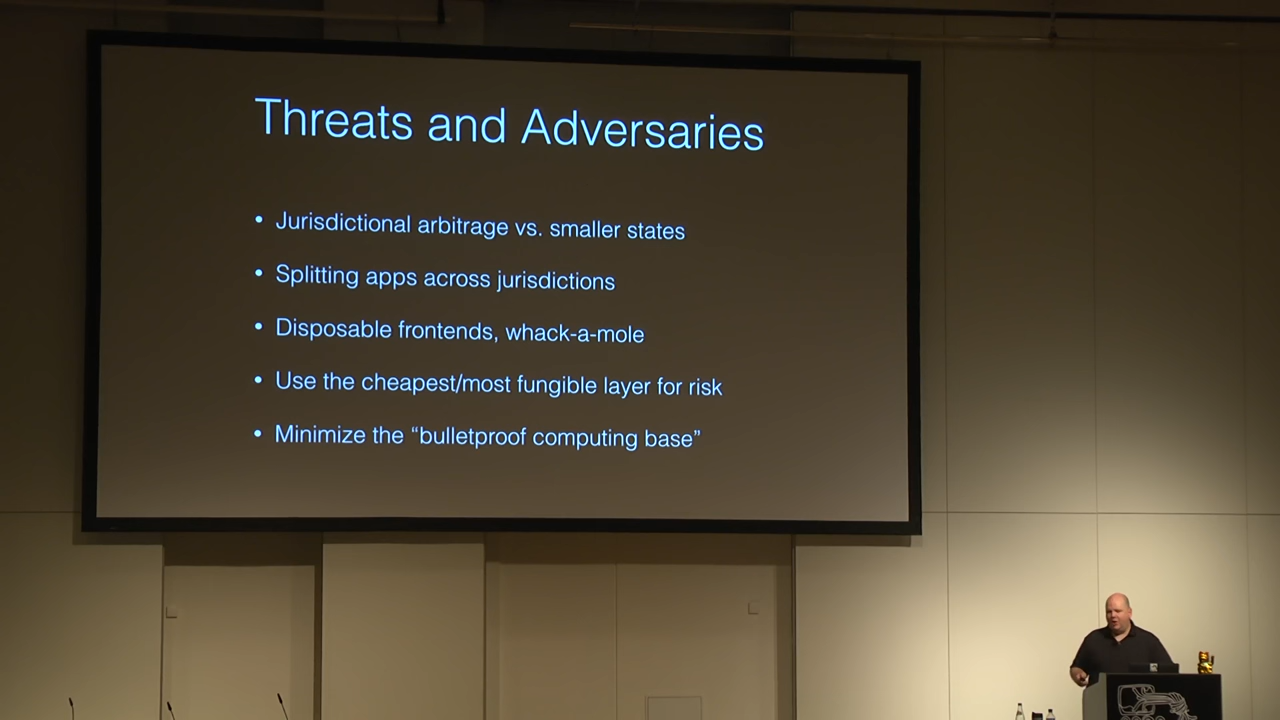 Threats and Adversaries
• Jurisdictional arbitrage vs. smaller states
• Splitting apps across jurisdictions
• Disposable frontends, whack-a-mole
• Use the cheapest/most fungible layer for risk
• Minimize the “bulletproof computing base”